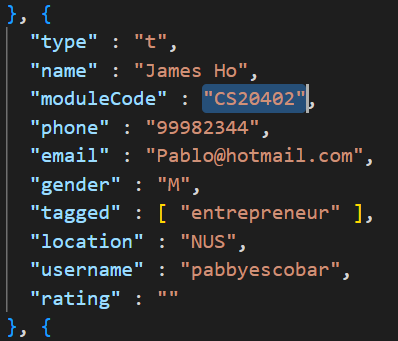 }, {
"type" : "t",
"name" : "James Ho",
"moduleCode" : "CS20402",
"phone" : "99982344",
"email" : "Pablo@hotmail.com",
"gender" : "M",
"tagged" : [ "entrepreneur" ],
"location" : "NUS",
"username" : "pabbyescobar",
"rating" : ""
}, {